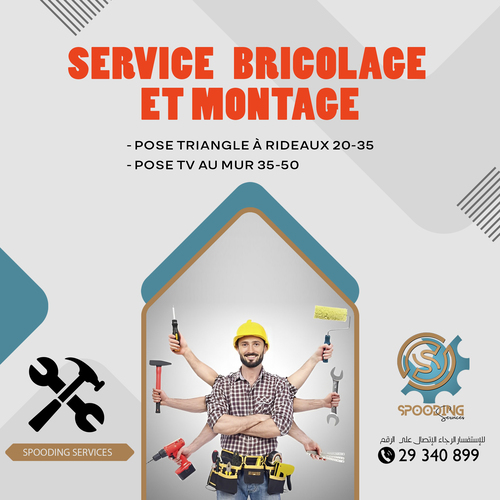 SERVICE BRICOLAGE
ET MONTAGE
- POSE TRIANGLE À RIDEAUX 20-35
- POSE TV AU MUR 35-50
SPOODING SERVICES
SPOODING
Services
للإستفسار الرجاء الإتصال على الرقم
29 340 899